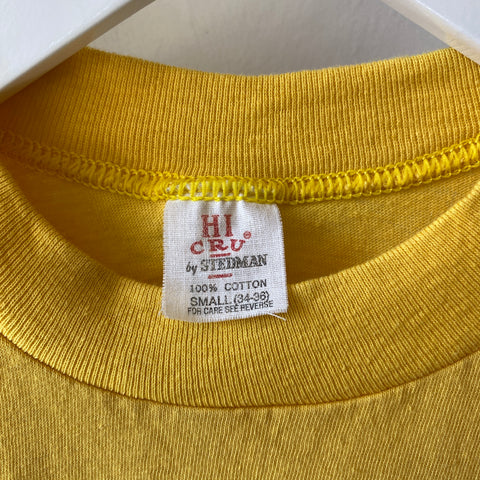 HI
CRU®
by STEDMAN
100% COTTON
SMALL (34-36)
FOR CARE SEE REVERSE